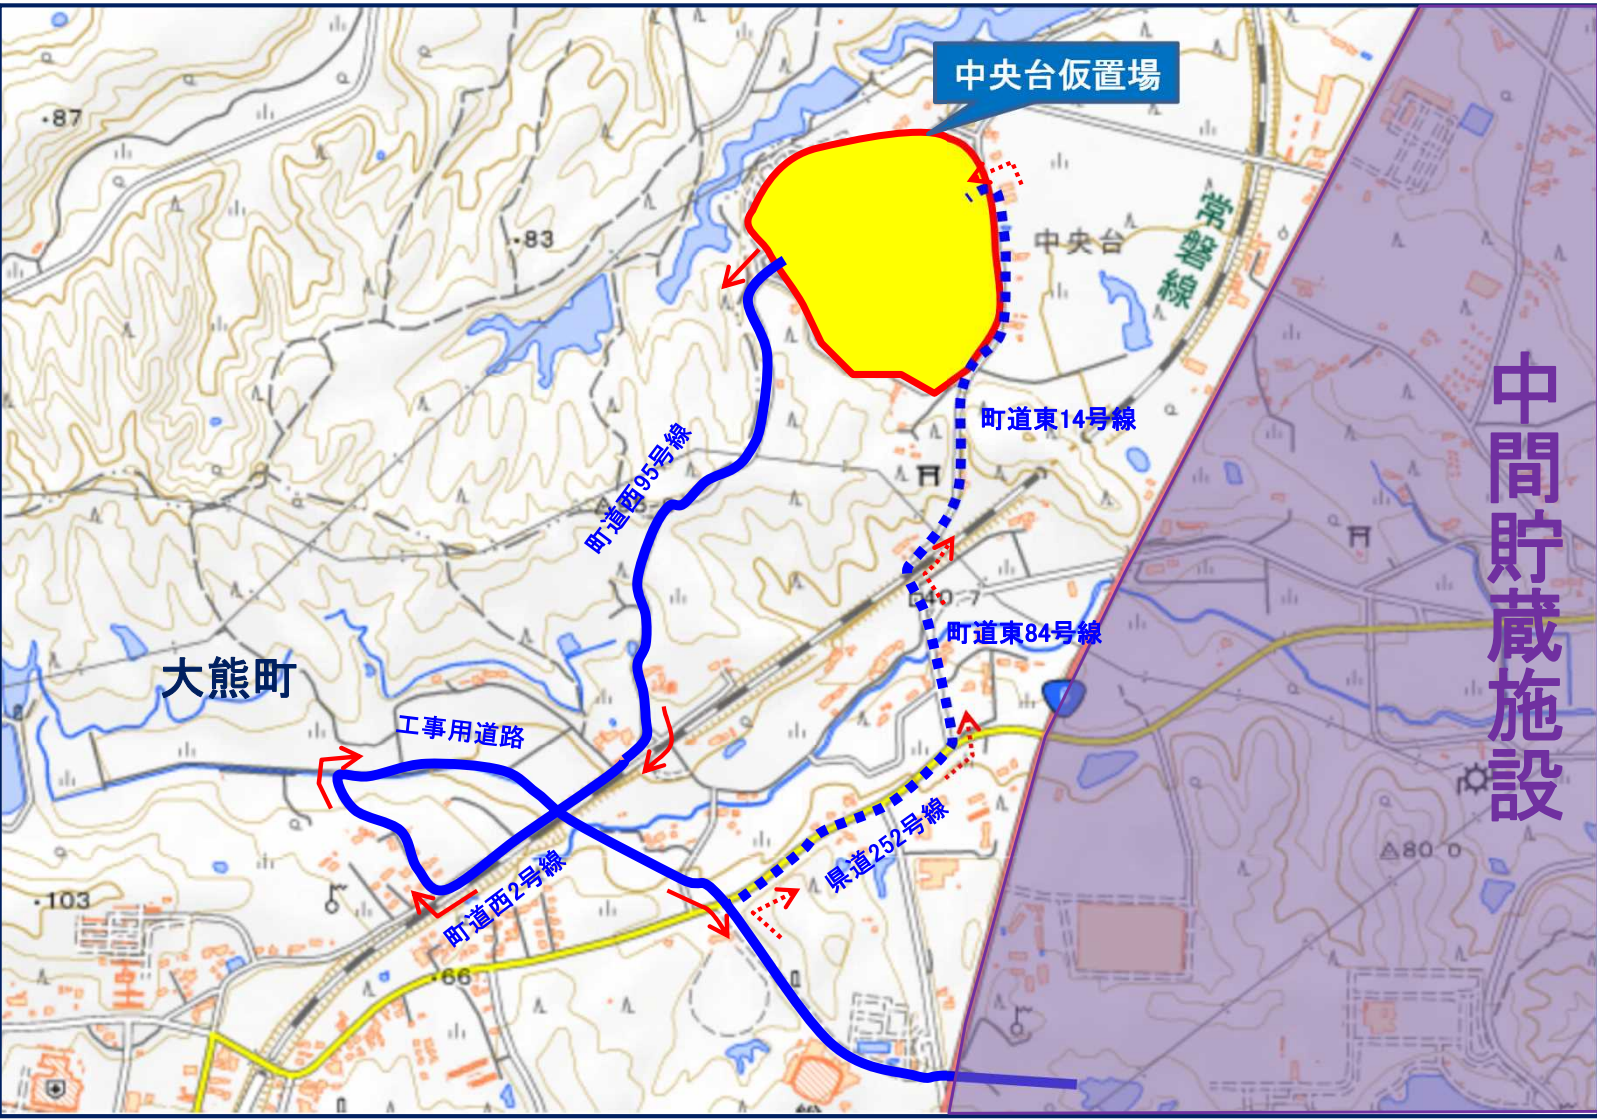 中央台仮置場
・87
常磐線
・83
中央台
中間貯蔵施設
町道東14号線
町道西95号線
40.7
町道東84号線
大熊町
工事用道路
県道252号線
80.0
・103
町道西2号線
・66